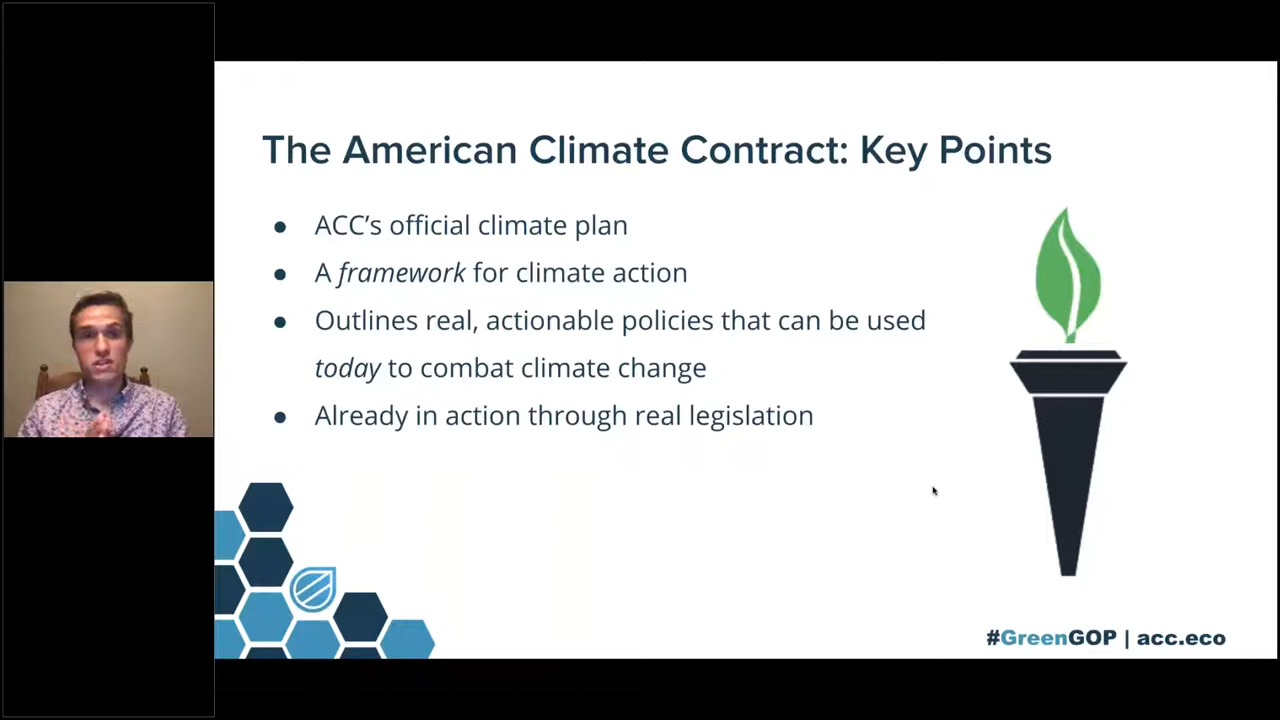 The American Climate Contract: Key Points
● ACC’s official climate plan
● A framework for climate action
● Outlines real, actionable policies that can be used
today to combat climate change
● Already in action through real legislation
#GreenGOP | acc.eco